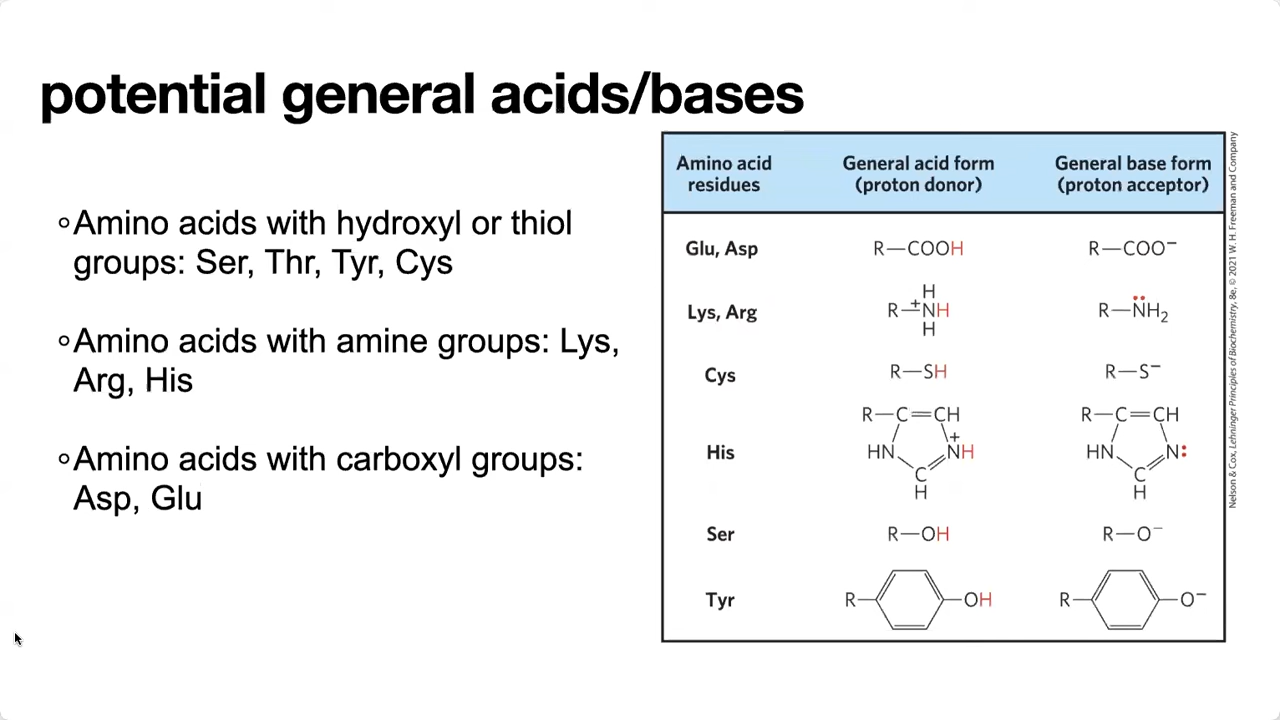 potential general acids/bases
◦Amino acids with hydroxyl or thiol
groups: Ser, Thr, Tyr, Cys
◦Amino acids with amine groups: Lys,
Arg, His
◦Amino acids with carboxyl groups:
Asp, Glu
Amino acid residues
General acid form (proton donor)
General base form (proton acceptor)
Glu, Asp
R—COOH
R—COO⁻
Lys, Arg
H
R—⁺NH
H
R—N̈H₂
Cys
R—SH
R—S⁻
His
R—C=CH
HN
⁺NH
C
H
R—C=CH
HN
N:
C
H
Ser
R—OH
R—O⁻
Tyr
R—
—OH
R—
—O⁻
Nelson & Cox, Lehninger Principles of Biochemistry, 8e, © 2021 W. H. Freeman and Company